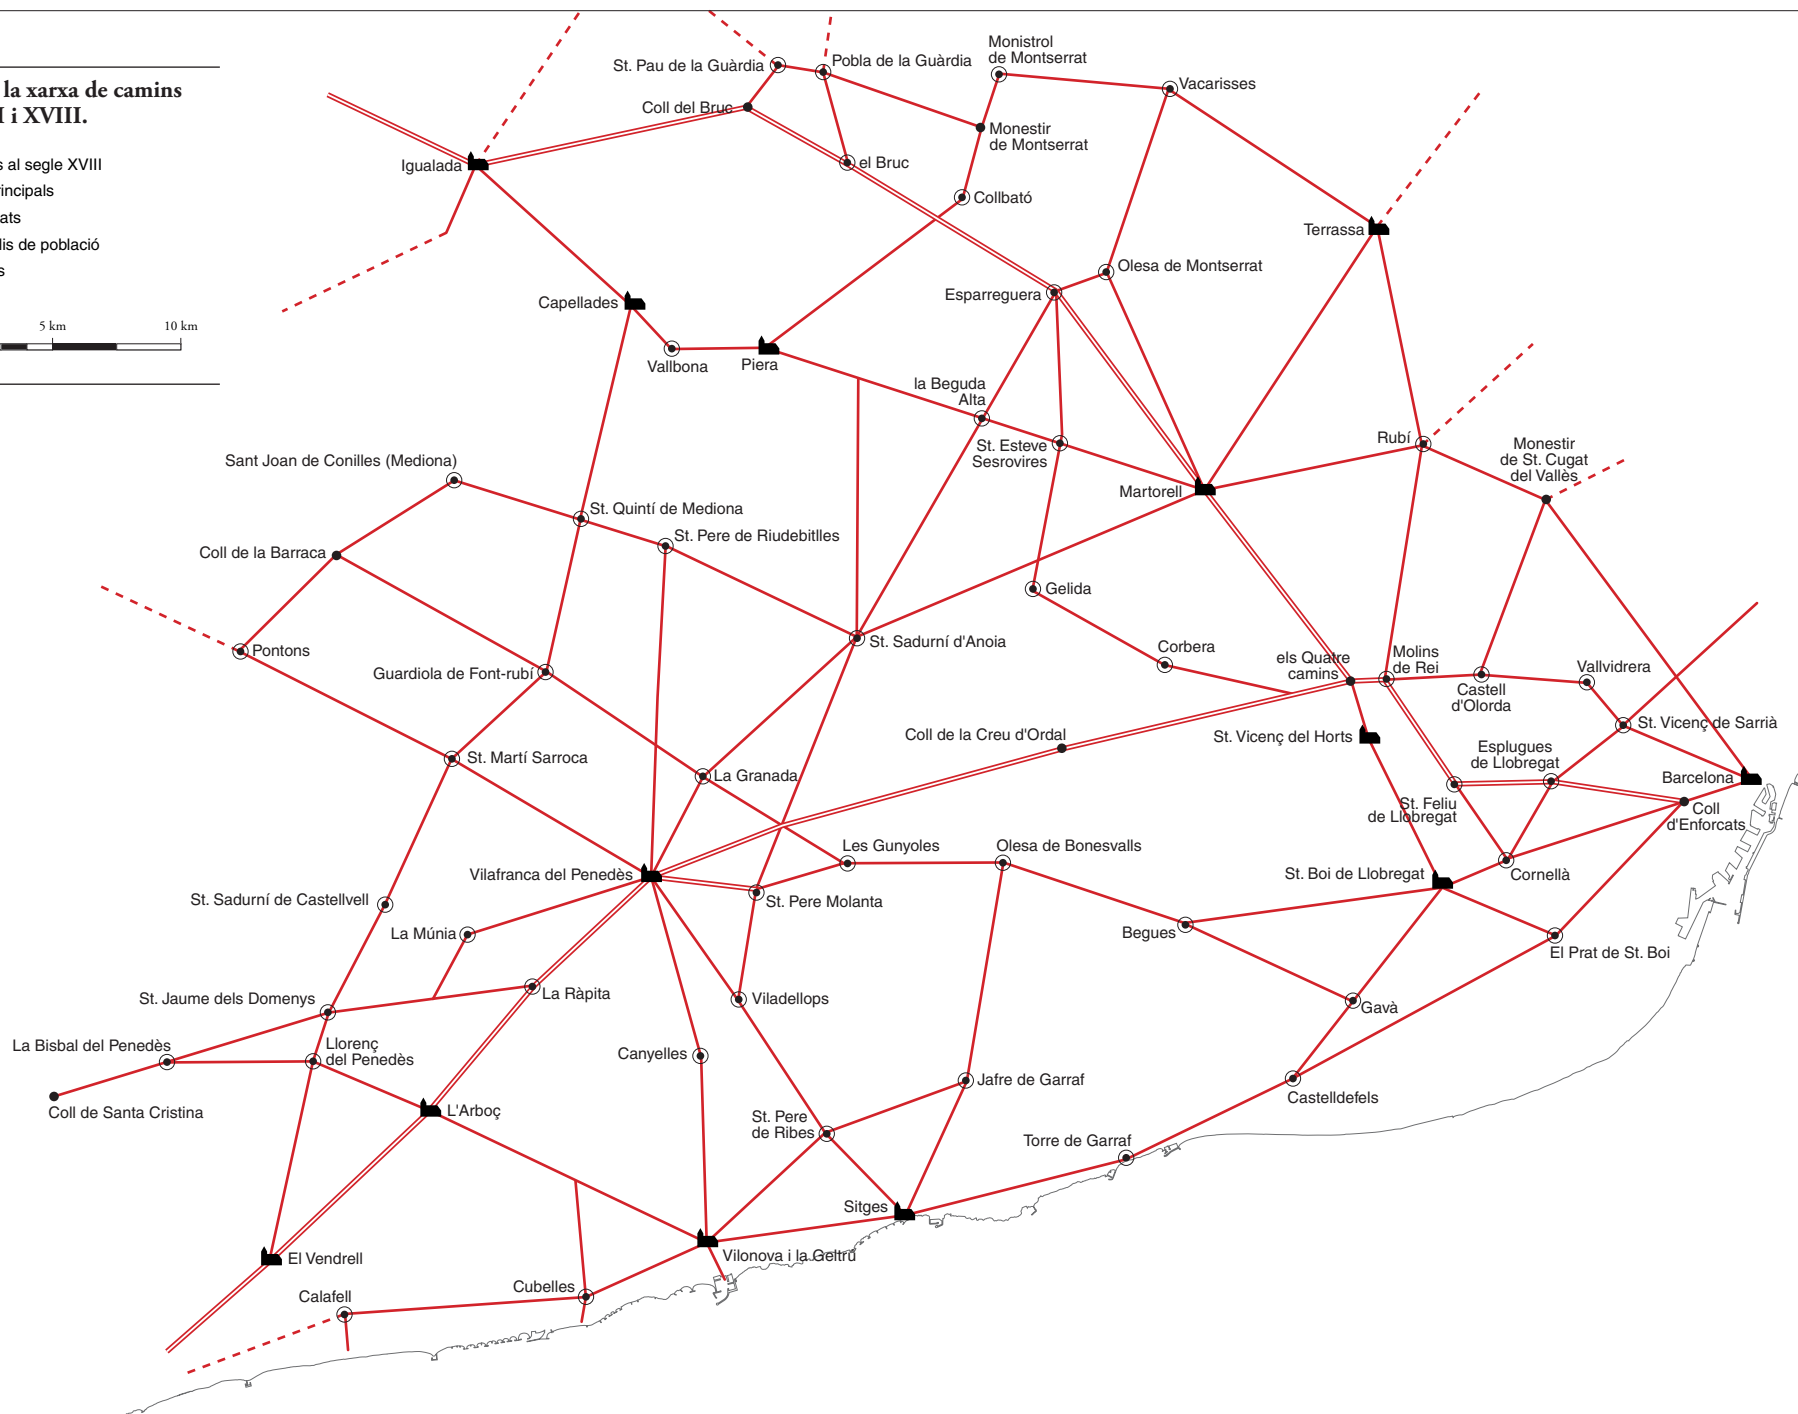 la xarxa de camins
i XVIII.
al segle XVIII
5 km
10 km
de població
St. Pau de la Guàrdia
Pobla de la Guàrdia
Monistrol
de Montserrat
Vacarisses
Coll del Bruc
Monestir
de Montserrat
Igualada
el Bruc
Collbató
Terrassa
Olesa de Montserrat
Esparreguera
Capellades
Vallbona
Piera
la Beguda
Alta
St. Esteve
Sesrovires
Rubí
Monestir
de St. Cugat
del Vallès
Martorell
Sant Joan de Conilles (Mediona)
St. Quintí de Mediona
St. Pere de Riudebitlles
Coll de la Barraca
Gelida
Pontons
Guardiola de Font-rubí
St. Sadurní d'Anoia
Corbera
els Quatre
camins
Molins
de Rei
Castell
d'Olorda
Vallvidrera
St. Martí Sarroca
La Granada
Coll de la Creu d'Ordal
St. Vicenç del Horts
St. Vicenç de Sarrià
Esplugues
de Llobregat
Barcelona
St. Feliu
de Llobregat
Coll
d'Enforcats
Vilafranca del Penedès
Les Gunyoles
Olesa de Bonesvalls
St. Boi de Llobregat
Cornellà
St. Sadurní de Castellvell
St. Pere Molanta
La Múnia
Begues
El Prat de St. Boi
St. Jaume dels Domenys
La Ràpita
Viladellops
Gavà
La Bisbal del Penedès
Llorenç
del Penedès
Canyelles
Jafre de Garraf
Castelldefels
Coll de Santa Cristina
L'Arboç
St. Pere
de Ribes
Torre de Garraf
Sitges
El Vendrell
Vilonova i la Geltrú
Cubelles
Calafell